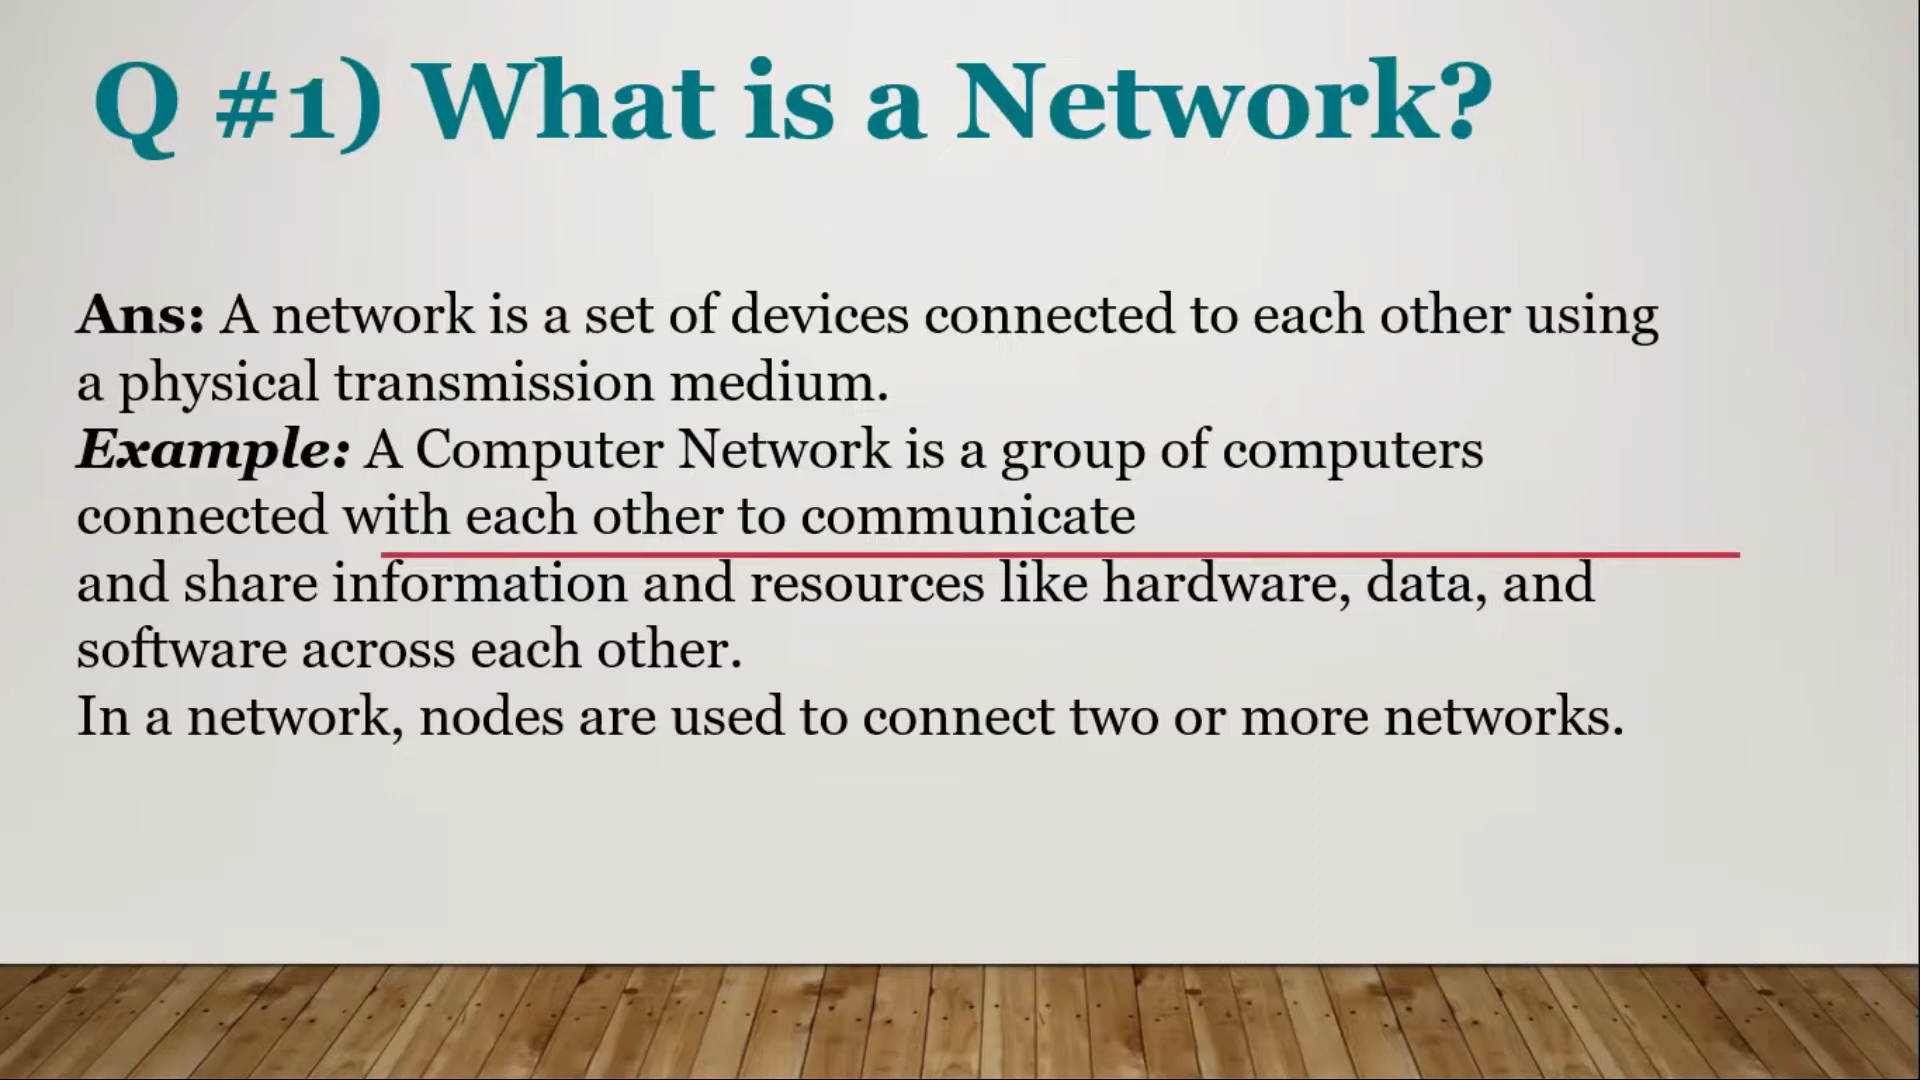 Q #1) What is a Network?
Ans: A network is a set of devices connected to each other using
a physical transmission medium.
Example: A Computer Network is a group of computers
connected with each other to communicate
and share information and resources like hardware, data, and
software across each other.
In a network, nodes are used to connect two or more networks.